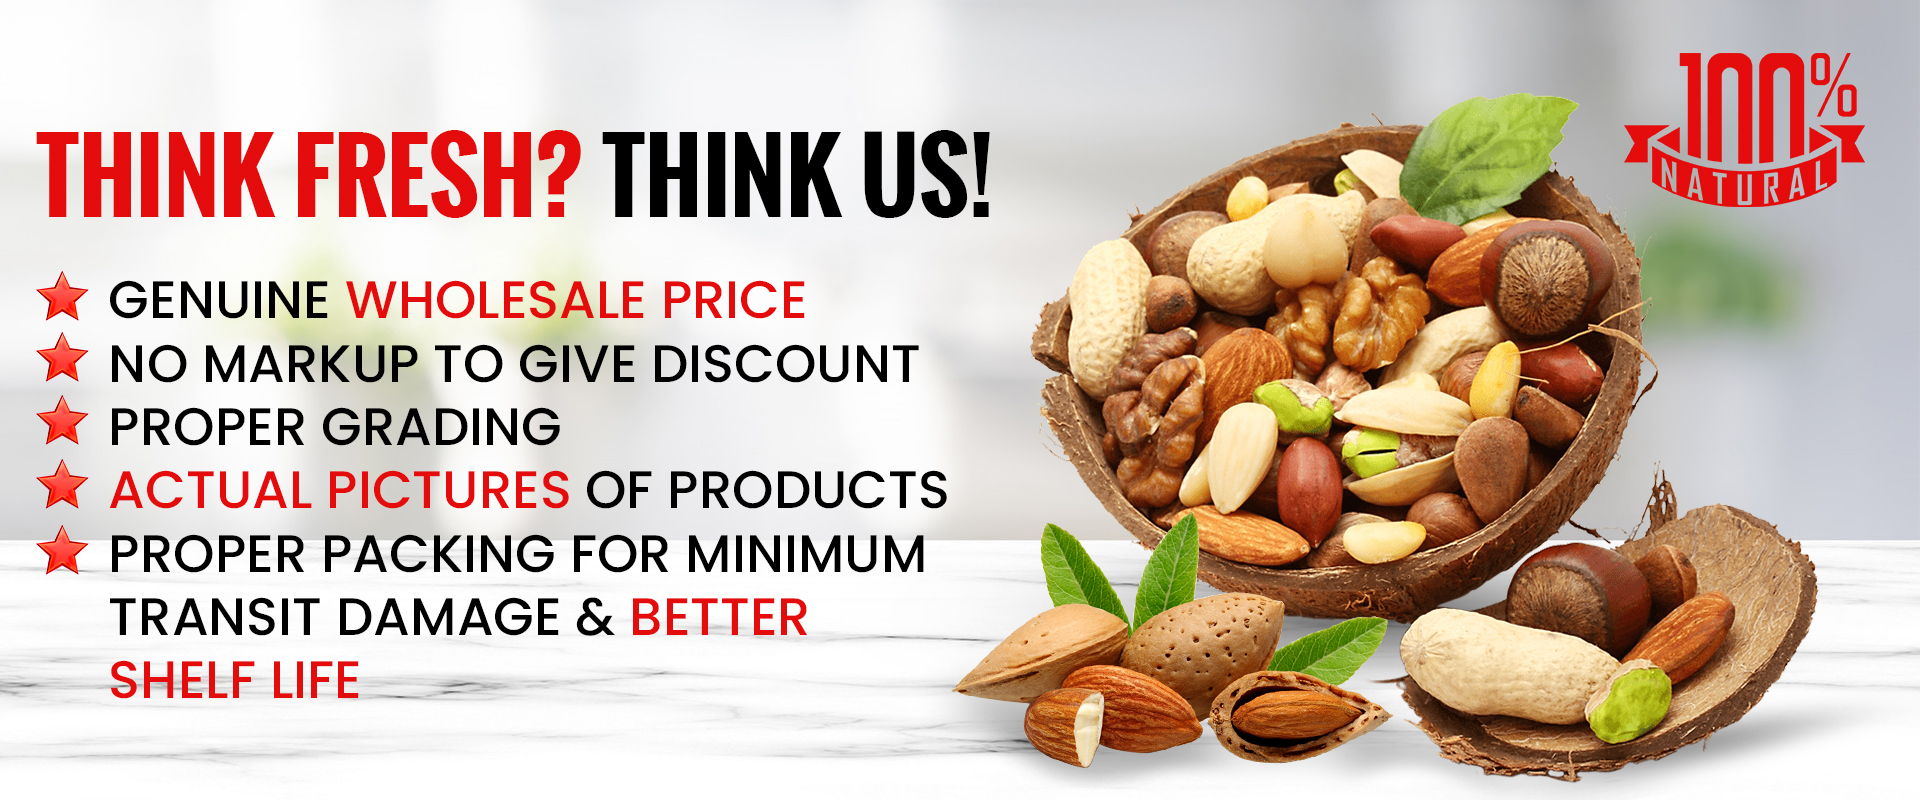 THINK FRESH? THINK US!
GENUINE WHOLESALE PRICE
NO MARKUP TO GIVE DISCOUNT
PROPER GRADING
ACTUAL PICTURES OF PRODUCTS
PROPER PACKING FOR MINIMUM
TRANSIT DAMAGE & BETTER
SHELF LIFE
100%
NATURAL